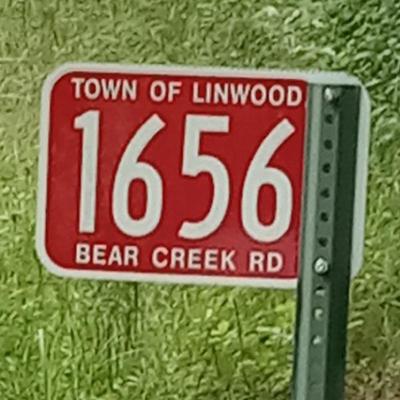 TOWN OF LINWOOD
1656
BEAR CREEK RD